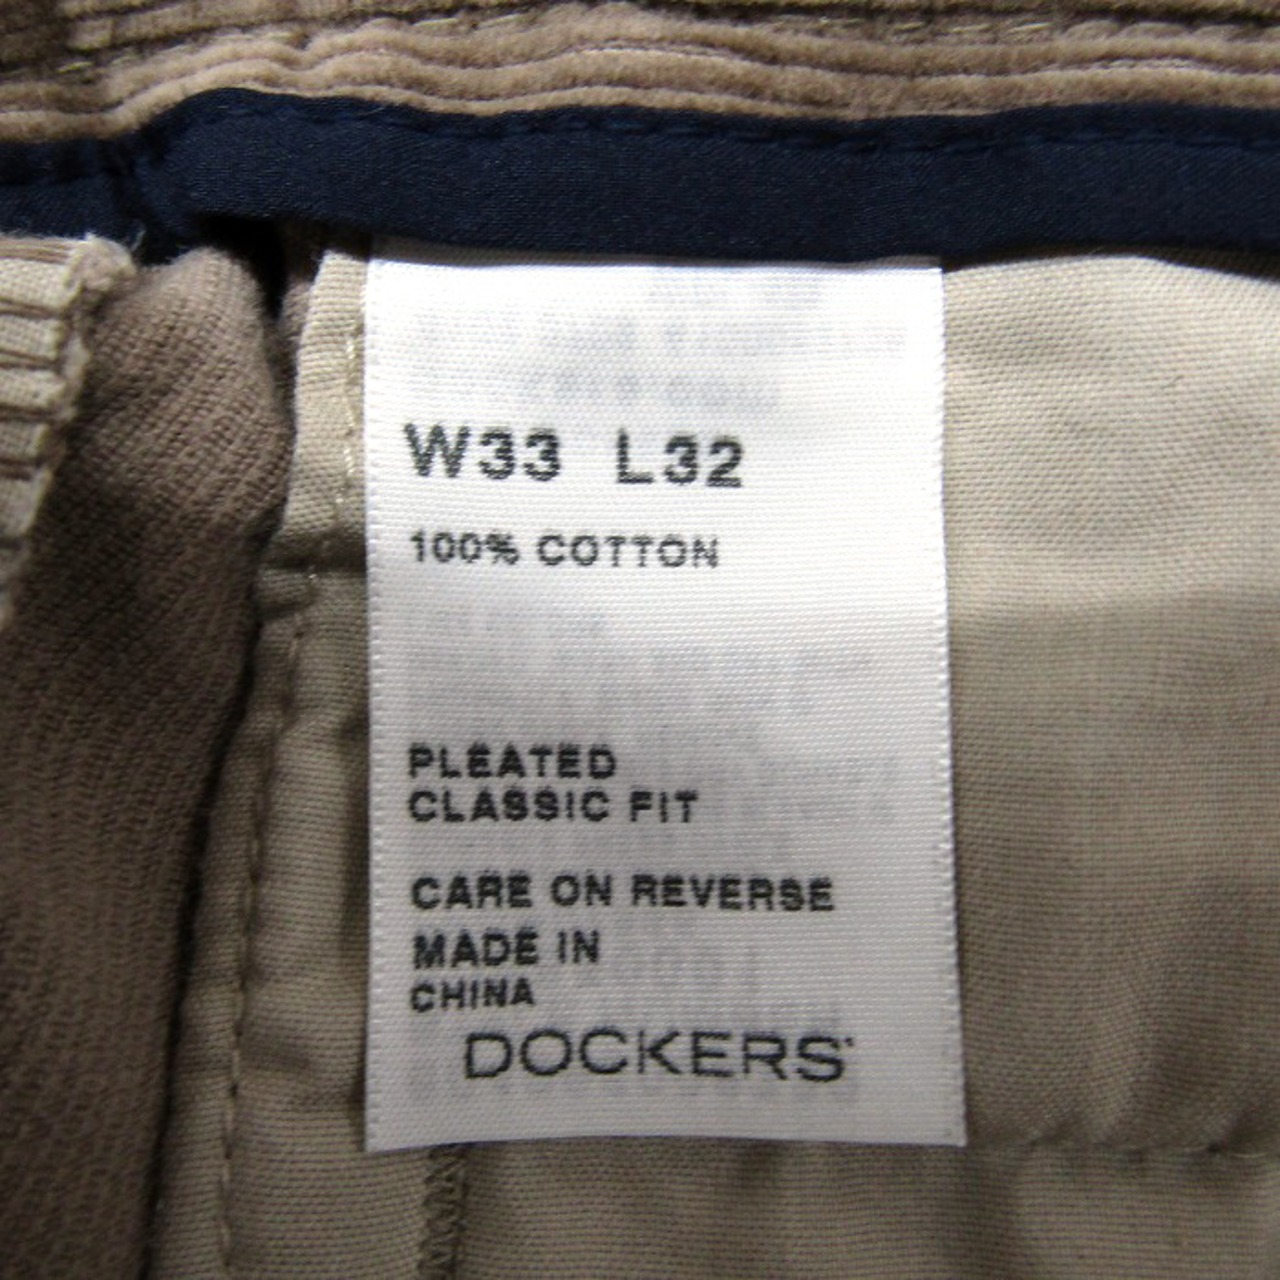 W33 L32
100% COTTON
PLEATED
CLASSIC FIT
CARE ON REVERSE
MADE IN
CHINA
DOCKERS